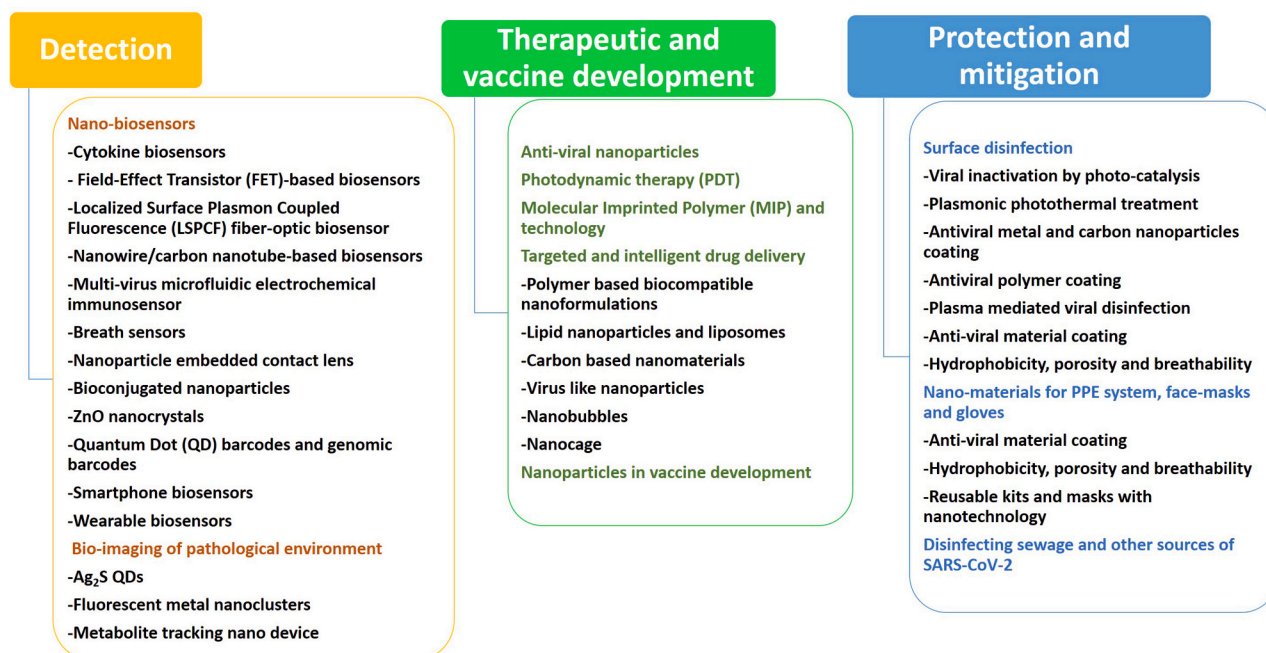 Detection
Nano-biosensors
-Cytokine biosensors
- Field-Effect Transistor (FET)-based biosensors
-Localized Surface Plasmon Coupled
Fluorescence (LSPCF) fiber-optic biosensor
-Nanowire/carbon nanotube-based biosensors
-Multi-virus microfluidic electrochemical
immunosensor
-Breath sensors
-Nanoparticle embedded contact lens
-Bioconjugated nanoparticles
-ZnO nanocrystals
-Quantum Dot (QD) barcodes and genomic
barcodes
-Smartphone biosensors
-Wearable biosensors
Bio-imaging of pathological environment
-Ag₂S QDs
-Fluorescent metal nanoclusters
-Metabolite tracking nano device
Therapeutic and
vaccine development
Anti-viral nanoparticles
Photodynamic therapy (PDT)
Molecular Imprinted Polymer (MIP) and
technology
Targeted and intelligent drug delivery
-Polymer based biocompatible
nanoformulations
-Lipid nanoparticles and liposomes
-Carbon based nanomaterials
-Virus like nanoparticles
-Nanobubbles
-Nanocage
Nanoparticles in vaccine development
Protection and
mitigation
Surface disinfection
-Viral inactivation by photo-catalysis
-Plasmonic photothermal treatment
-Antiviral metal and carbon nanoparticles
coating
-Antiviral polymer coating
-Plasma mediated viral disinfection
-Anti-viral material coating
-Hydrophobicity, porosity and breathability
Nano-materials for PPE system, face-masks
and gloves
-Anti-viral material coating
-Hydrophobicity, porosity and breathability
-Reusable kits and masks with
nanotechnology
Disinfecting sewage and other sources of
SARS-CoV-2